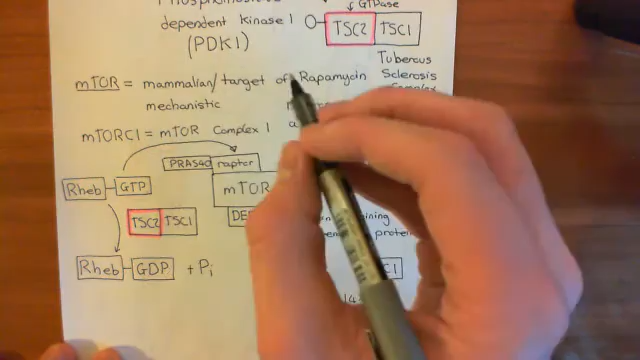 GTPase
dependent kinase 1
(PDK1)
TSC2 TSC1
Tuberous
Sclerosis
Complex
mTOR = mammalian/ target of Rapamycin
mechanistic
mTORC1 = mTOR Complex 1
PRAS40 raptor
Rheb GTP
mTOR
TSC2 TSC1
Rheb GDP + Pi